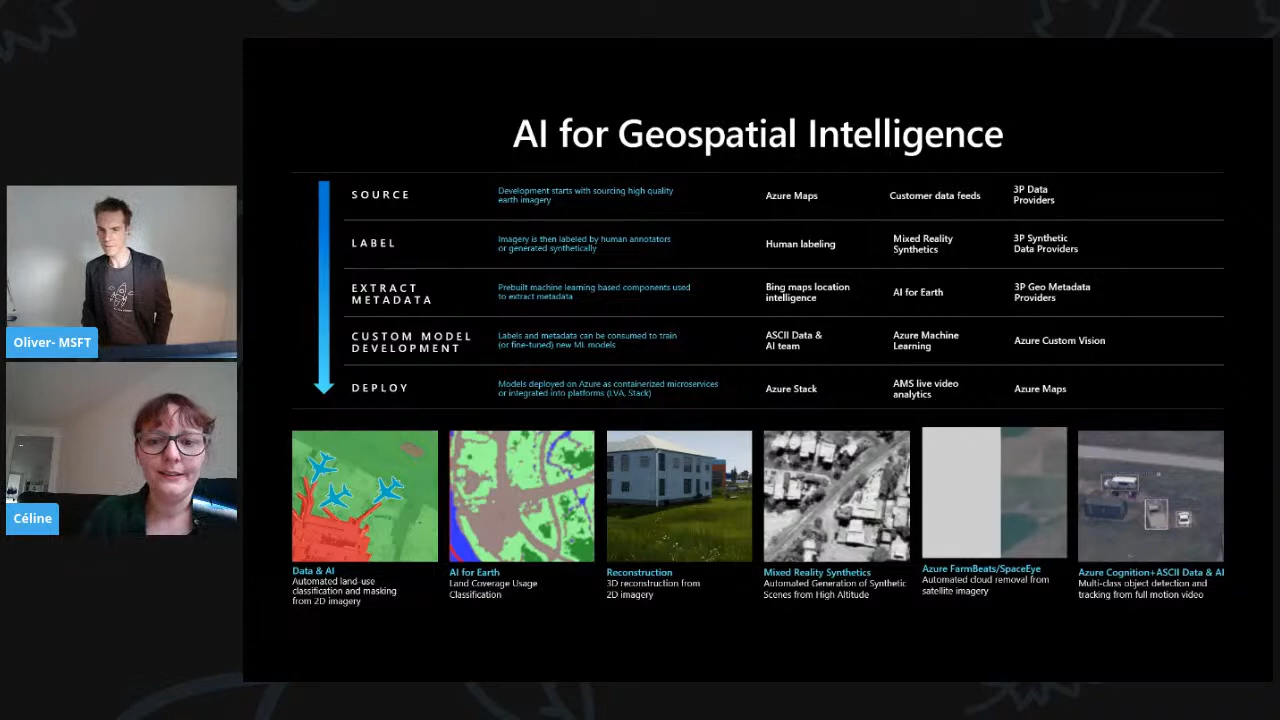 AI for Geospatial Intelligence
SOURCE
Development starts with sourcing high quality
earth imagery
Azure Maps
Customer data feeds
3P Data
Providers
LABEL
Imagery is then labeled by human annotators
or generated synthetically
Human labeling
Mixed Reality
Synthetics
3P Synthetic
Data Providers
EXTRACT
METADATA
Prebuilt machine learning based components used
to extract metadata
Bing maps location
intelligence
AI for Earth
3P Geo Metadata
Providers
CUSTOM MODEL
DEVELOPMENT
Labels and metadata can be consumed to train
(or fine-tuned) new ML models
ASCII Data &
AI team
Azure Machine
Learning
Azure Custom Vision
DEPLOY
Models deployed on Azure as containerized microservices
or integrated into platforms (LVA, Stack)
Azure Stack
AMS live video
analytics
Azure Maps
Oliver- MSFT
Céline
Data & AI
Automated land-use
classification and masking
from 2D imagery
AI for Earth
Land Coverage Usage
Classification
Reconstruction
3D reconstruction from
2D imagery
Mixed Reality Synthetics
Automated Generation of Synthetic
Scenes from High Altitude
Azure FarmBeats/SpaceEye
Automated cloud removal from
satellite imagery
Azure Cognition+ASCII Data & AI
Multi-class object detection and
tracking from full motion video